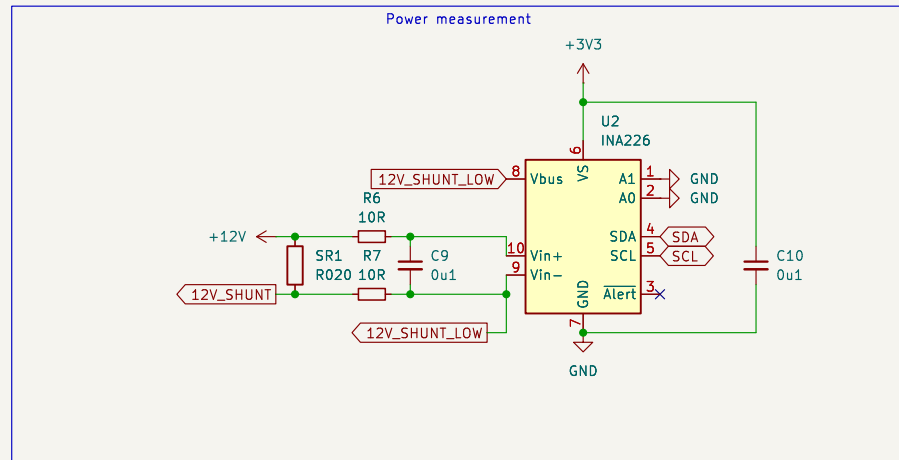 Power measurement
+3V3
U2
INA226
6
VS
12V_SHUNT_LOW
8
Vbus
A1
1
GND
A0
2
GND
R6
10R
+12V
SDA
4
SDA
SCL
5
SCL
SR1
R020
R7
10R
C9
0u1
10
Vin+
9
Vin-
C10
0u1
12V_SHUNT
Alert
3
GND
7
12V_SHUNT_LOW
GND